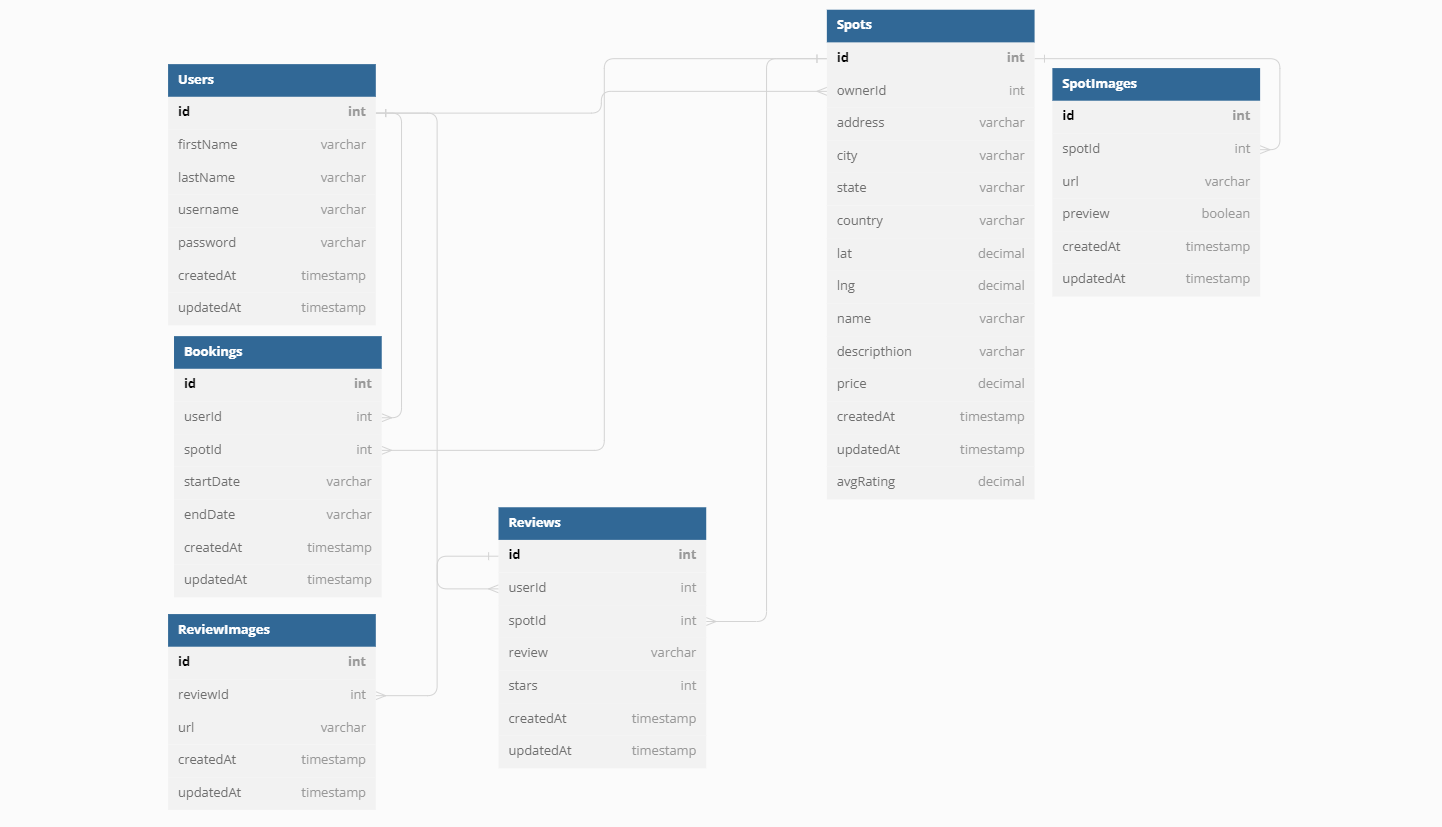 Users
id int
firstName varchar
lastName varchar
username varchar
password varchar
createdAt timestamp
updatedAt timestamp
Bookings
id int
userId int
spotId int
startDate varchar
endDate varchar
createdAt timestamp
updatedAt timestamp
ReviewImages
id int
reviewId int
url varchar
createdAt timestamp
updatedAt timestamp
Reviews
id int
userId int
spotId int
review varchar
stars int
createdAt timestamp
updatedAt timestamp
Spots
id int
ownerId int
address varchar
city varchar
state varchar
country varchar
lat decimal
lng decimal
name varchar
descripthion varchar
price decimal
createdAt timestamp
updatedAt timestamp
avgRating decimal
SpotImages
id int
spotId int
url varchar
preview boolean
createdAt timestamp
updatedAt timestamp